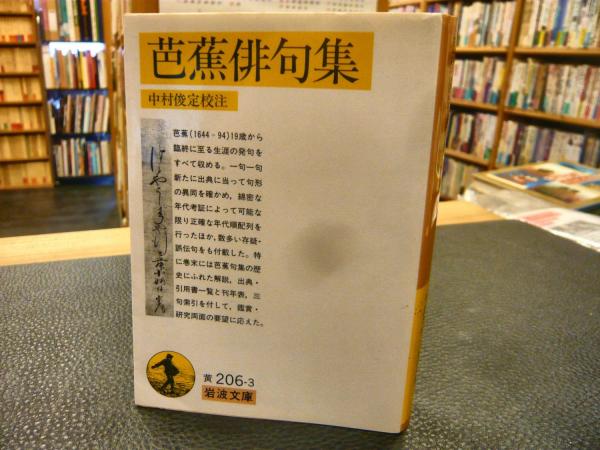 芭蕉俳句集
中村俊定校注
芭蕉(1644-94)19歳から
臨終に至る生涯の発句を
すべて収める。一句一句
新たに出典に当って句形
の異同を確かめ，綿密な
年代考証によって可能な
限り正確な年代順配列を
行ったほか，数多い存疑・
誤伝句をも付載した。特
に巻末には芭蕉句集の歴
史にふれた解説，出典・
引用書一覧と刊年表，三
句索引を付して，鑑賞・
研究両面の要望に応えた。
黄 206-3
岩波文庫